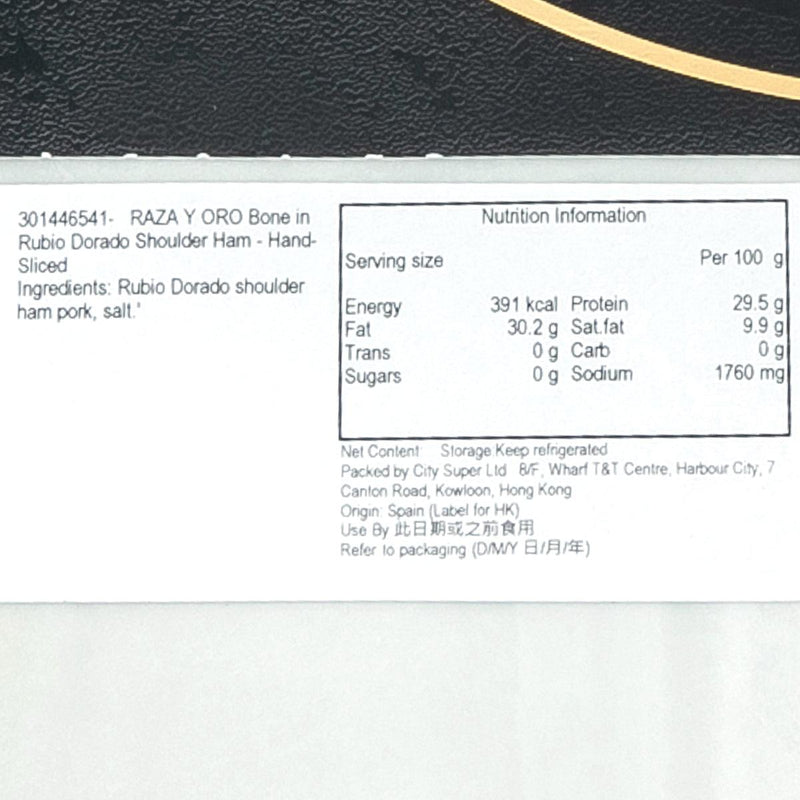 301446541- RAZA Y ORO Bone in
Rubio Dorado Shoulder Ham - Hand-
Sliced
Ingredients: Rubio Dorado shoulder
ham pork, salt.'
Nutrition Information
Serving size Per 100 g
Energy 391 kcal Protein 29.5 g
Fat 30.2 g Sat.fat 9.9 g
Trans 0 g Carb 0 g
Sugars 0 g Sodium 1760 mg
Net Content: Storage:Keep refrigerated
Packed by City Super Ltd 8/F, Wharf T&T Centre, Harbour City, 7
Canton Road, Kowloon, Hong Kong
Origin: Spain (Label for HK)
Use By 此日期或之前食用
Refer to packaging (D/M/Y 日/月/年)